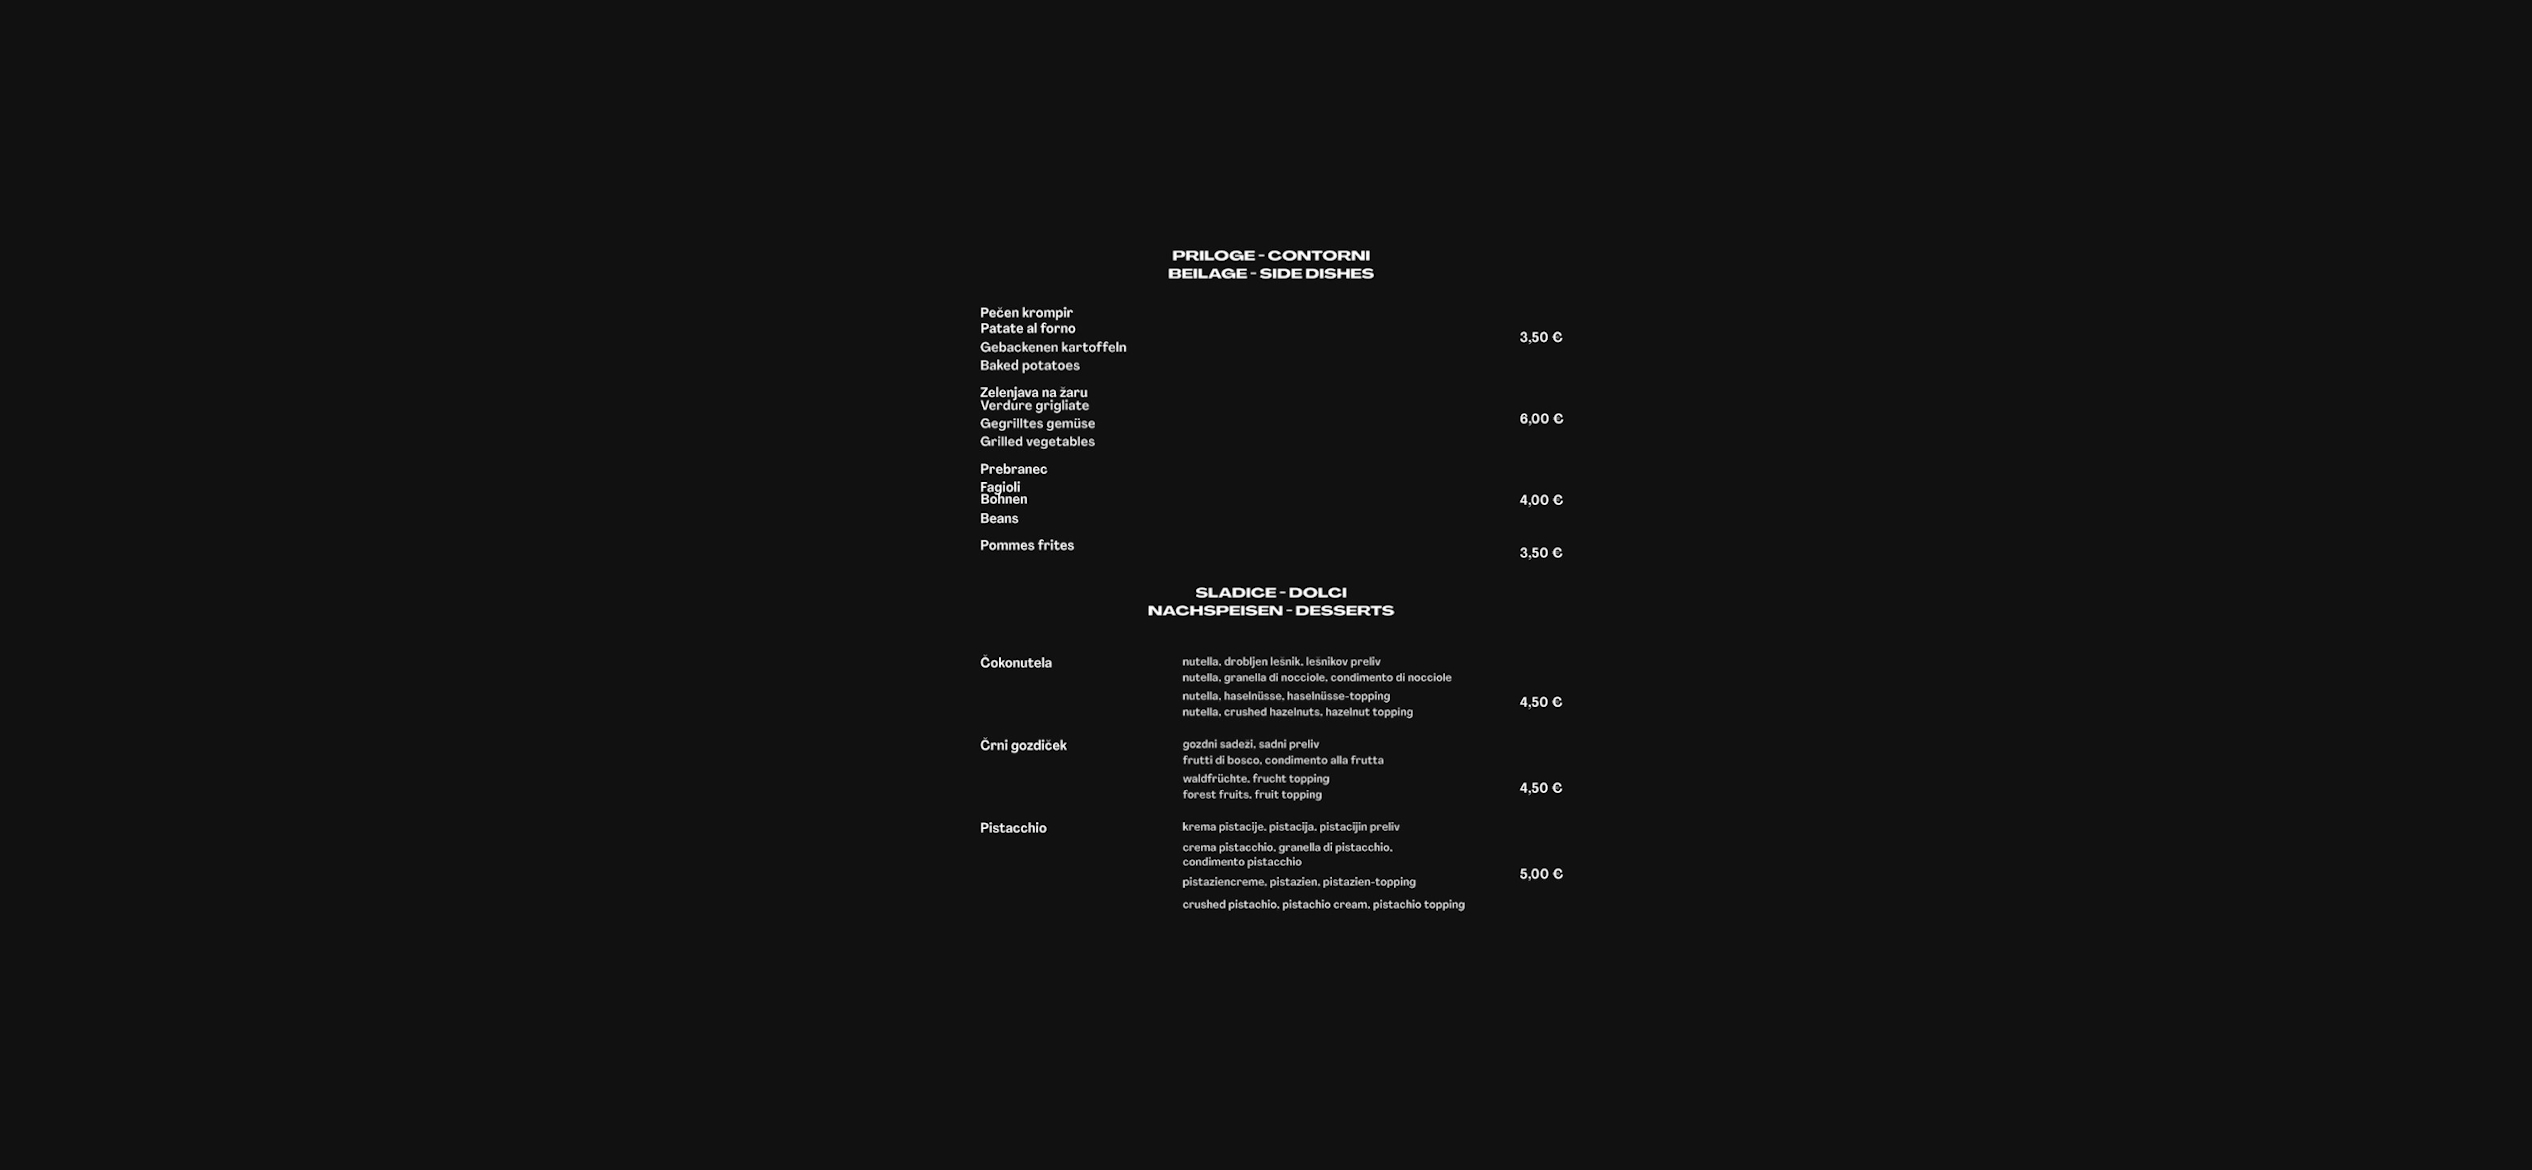 PRILOGE - CONTORNI
BEILAGE - SIDE DISHES
Pečen krompir
Patate al forno
3,50 €
Gebackenen kartoffeln
Baked potatoes
Zelenjava na žaru
Verdure grigliate
6,00 €
Gegrilltes gemüse
Grilled vegetables
Prebranec
Fagioli
Bohnen
4,00 €
Beans
Pommes frites
3,50 €
SLADICE - DOLCI
NACHSPEISEN - DESSERTS
Čokonutela
nutella, drobljen lešnik, lešnikov preliv
nutella, granella di nocciole, condimento di nocciole
nutella, haselnüsse, haselnüsse-topping
4,50 €
nutella, crushed hazelnuts, hazelnut topping
Črni gozdiček
gozdni sadeži, sadni preliv
frutti di bosco, condimento alla frutta
waldfrüchte, frucht topping
4,50 €
forest fruits, fruit topping
Pistacchio
krema pistacije, pistacija, pistacijin preliv
crema pistacchio, granella di pistacchio,
condimento pistacchio
5,00 €
pistaziencreme, pistazien, pistazien-topping
crushed pistachio, pistachio cream, pistachio topping